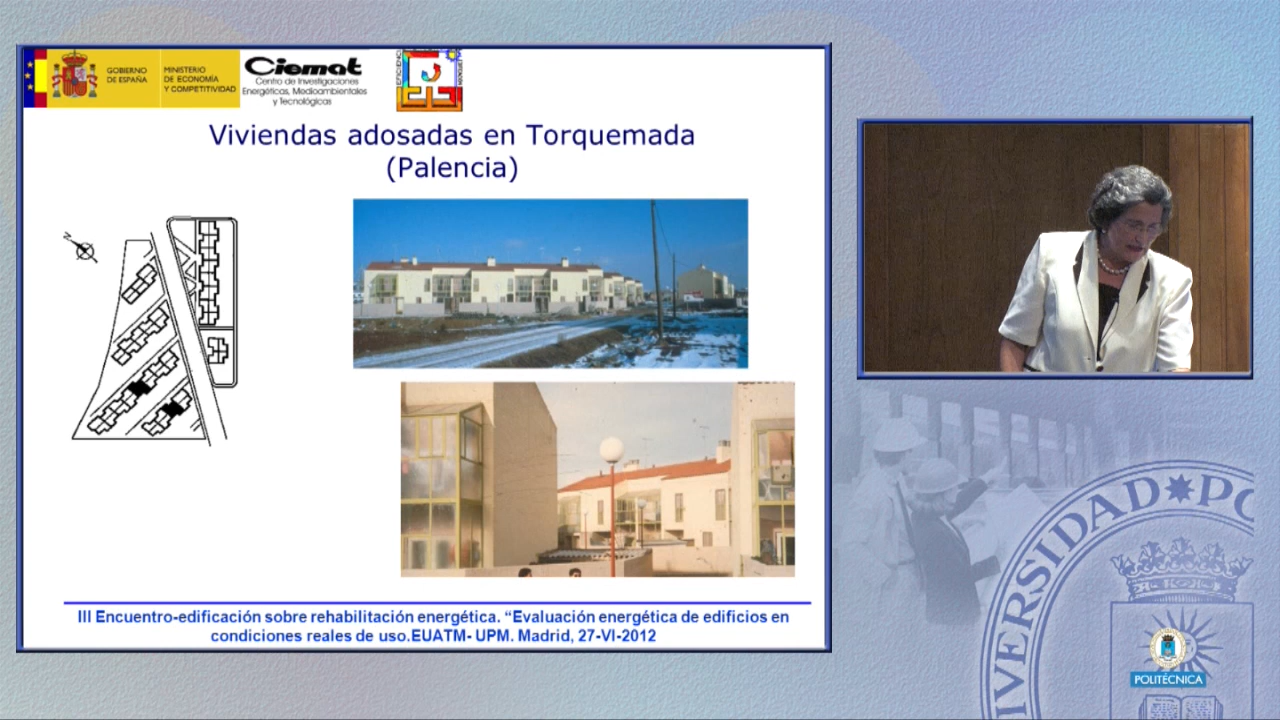 GOBIERNO
DE ESPAÑA
MINISTERIO
DE ECONOMÍA
Y COMPETITIVIDAD
Ciemat
Centro de Investigaciones
Energéticas, Medioambientales
y Tecnológicas
Viviendas adosadas en Torquemada
(Palencia)
N
III Encuentro-edificación sobre rehabilitación energética. “Evaluación energética de edificios en
condiciones reales de uso.EUATM- UPM. Madrid, 27-VI-2012
IVERSIDAD PO
POLITÉCNICA